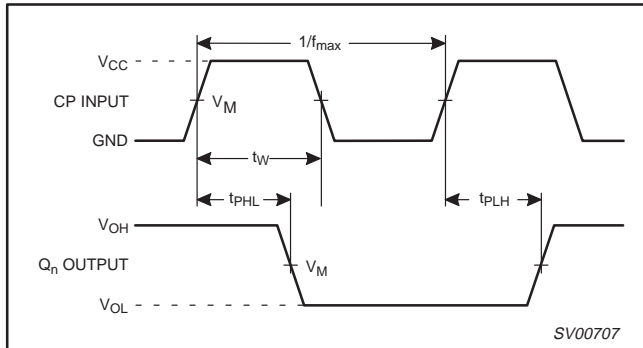 1/fmax
VCC
CP INPUT
VM
GND
tW
tPHL
tPLH
VOH
Qn OUTPUT
VM
VOL
SV00707